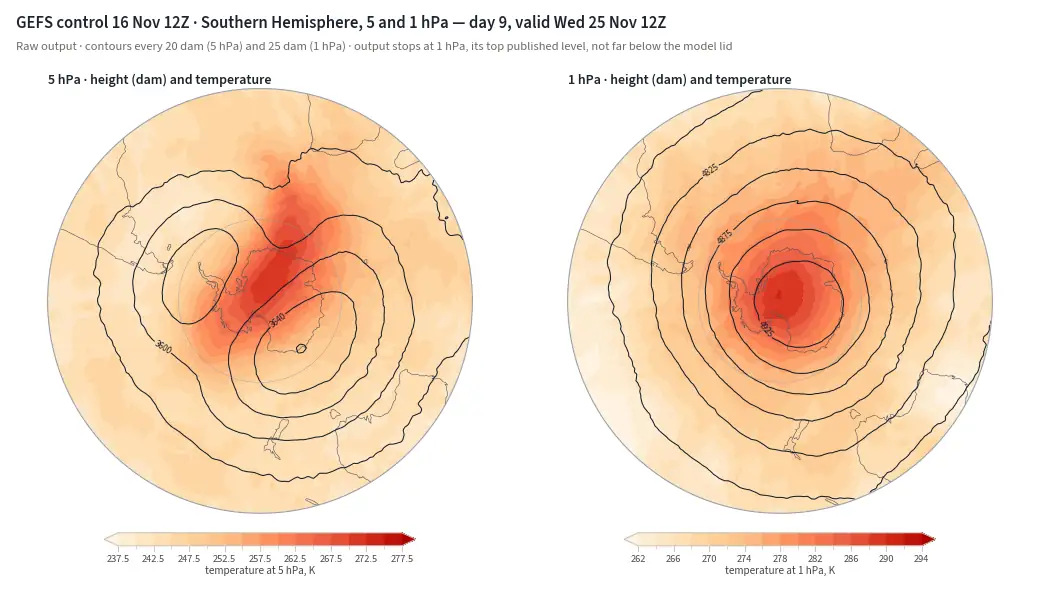 GEFS control 16 Nov 12Z · Southern Hemisphere, 5 and 1 hPa — day 9, valid Wed 25 Nov 12Z
Raw output · contours every 20 dam (5 hPa) and 25 dam (1 hPa) · output stops at 1 hPa, its top published level, not far below the model lid
5 hPa · height (dam) and temperature
1 hPa · height (dam) and temperature
3600
3640
4825
4875
4925
237.5 242.5 247.5 252.5 257.5 262.5 267.5 272.5 277.5
temperature at 5 hPa, K
262 266 270 274 278 282 286 290 294
temperature at 1 hPa, K